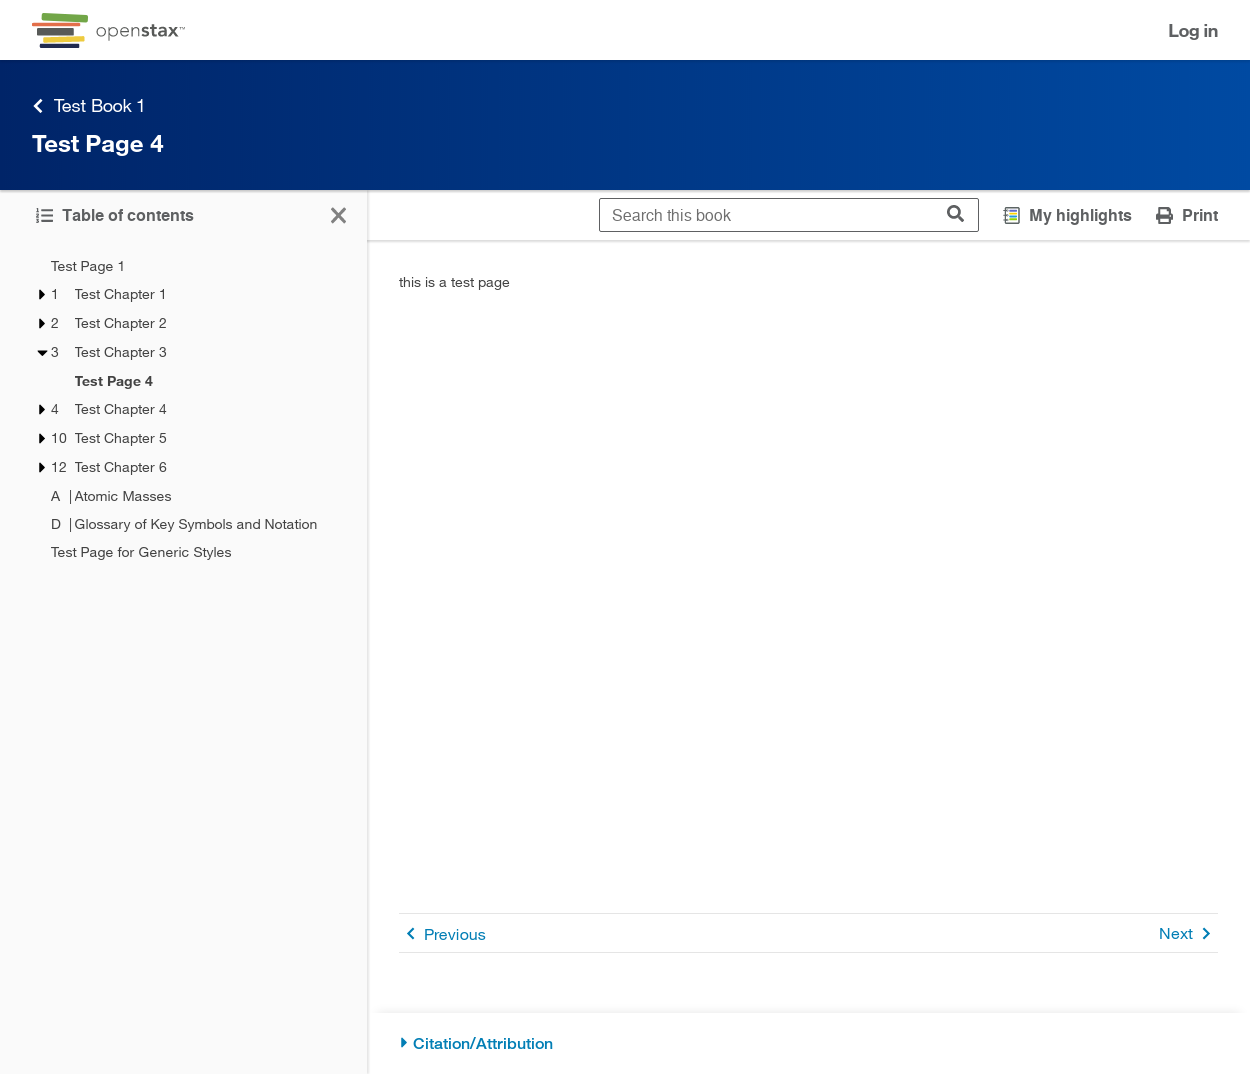 openstax™
Log in
Test Book 1
Test Page 4
Table of contents
Search this book
My highlights
Print
Test Page 1
1 Test Chapter 1
2 Test Chapter 2
3 Test Chapter 3
Test Page 4
4 Test Chapter 4
10 Test Chapter 5
12 Test Chapter 6
A | Atomic Masses
D | Glossary of Key Symbols and Notation
Test Page for Generic Styles
this is a test page
Previous
Next
Citation/Attribution